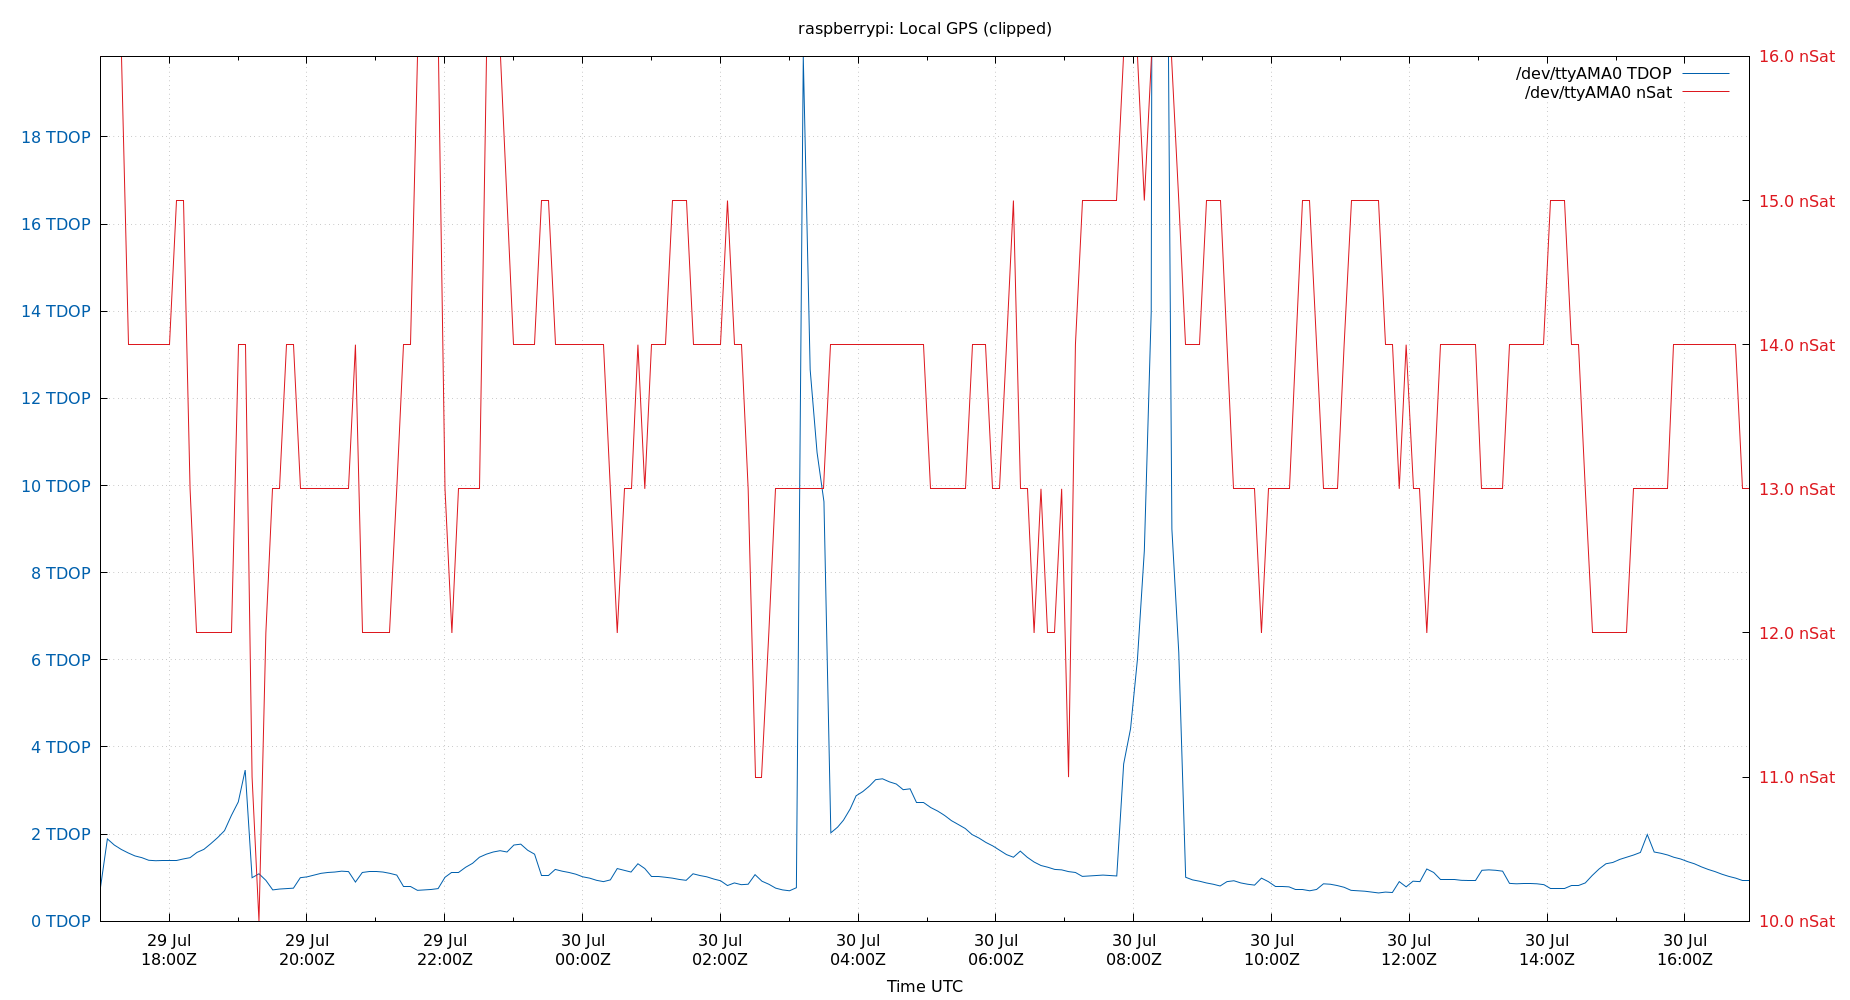 raspberrypi: Local GPS (clipped)
/dev/ttyAMA0 TDOP
/dev/ttyAMA0 nSat
18 TDOP
16 TDOP
14 TDOP
12 TDOP
10 TDOP
8 TDOP
6 TDOP
4 TDOP
2 TDOP
0 TDOP
16.0 nSat
15.0 nSat
14.0 nSat
13.0 nSat
12.0 nSat
11.0 nSat
10.0 nSat
29 Jul
18:00Z
29 Jul
20:00Z
29 Jul
22:00Z
30 Jul
00:00Z
30 Jul
02:00Z
30 Jul
04:00Z
30 Jul
06:00Z
30 Jul
08:00Z
30 Jul
10:00Z
30 Jul
12:00Z
30 Jul
14:00Z
30 Jul
16:00Z
Time UTC